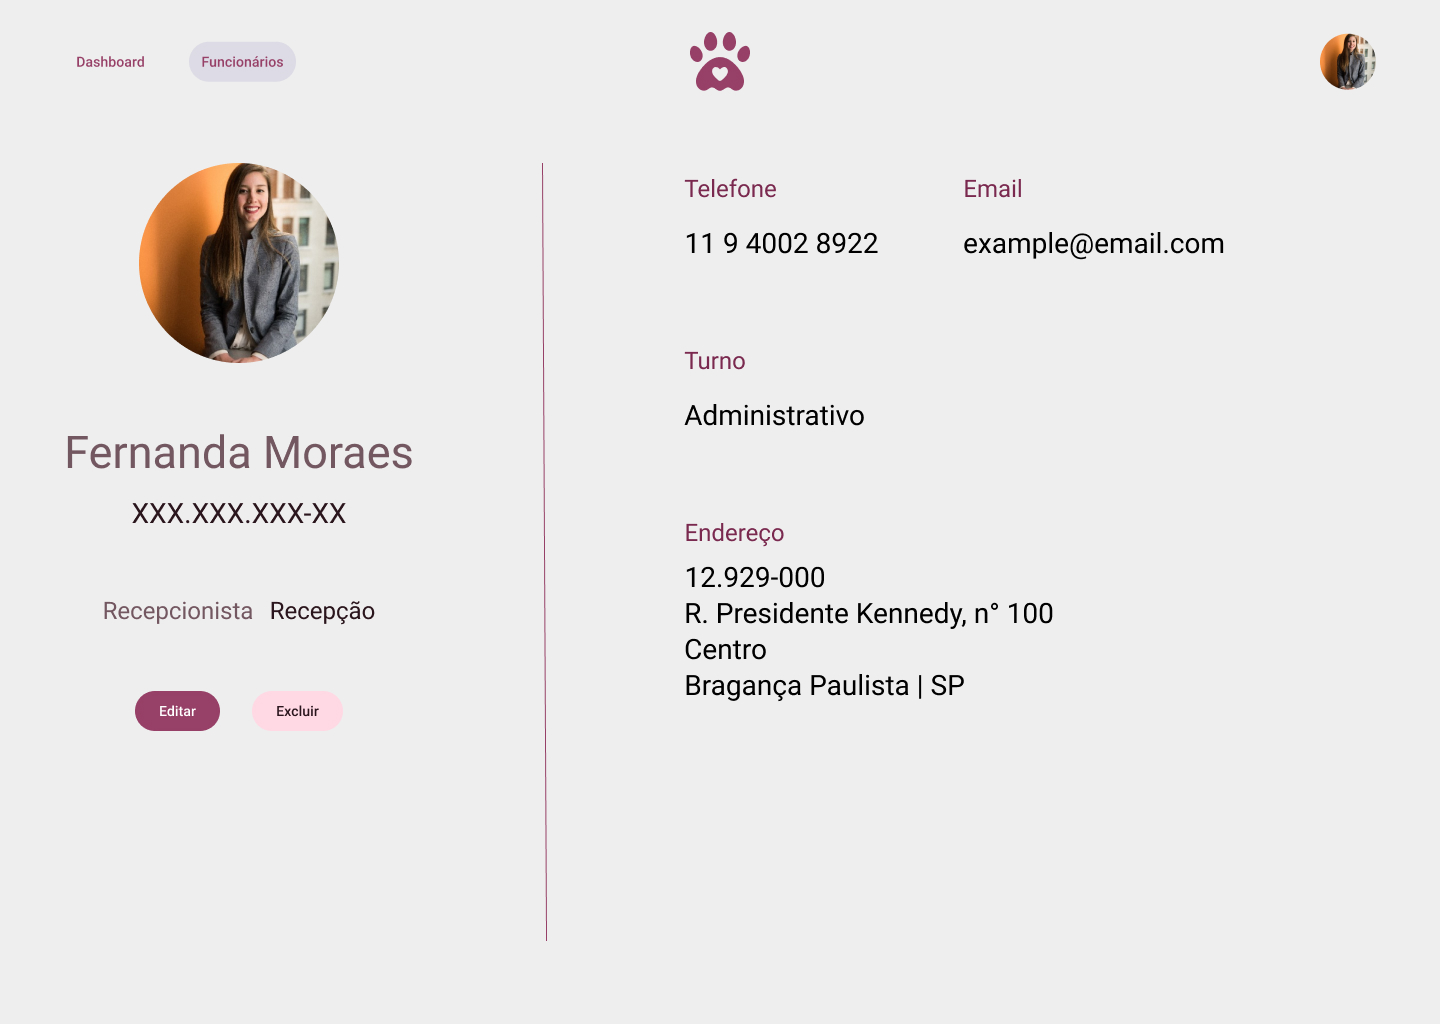 Dashboard
Funcionários
Fernanda Moraes
XXX.XXX.XXX-XX
Recepcionista Recepção
Editar
Excluir
Telefone
11 9 4002 8922
Email
example@email.com
Turno
Administrativo
Endereço
12.929-000
R. Presidente Kennedy, n° 100
Centro
Bragança Paulista | SP